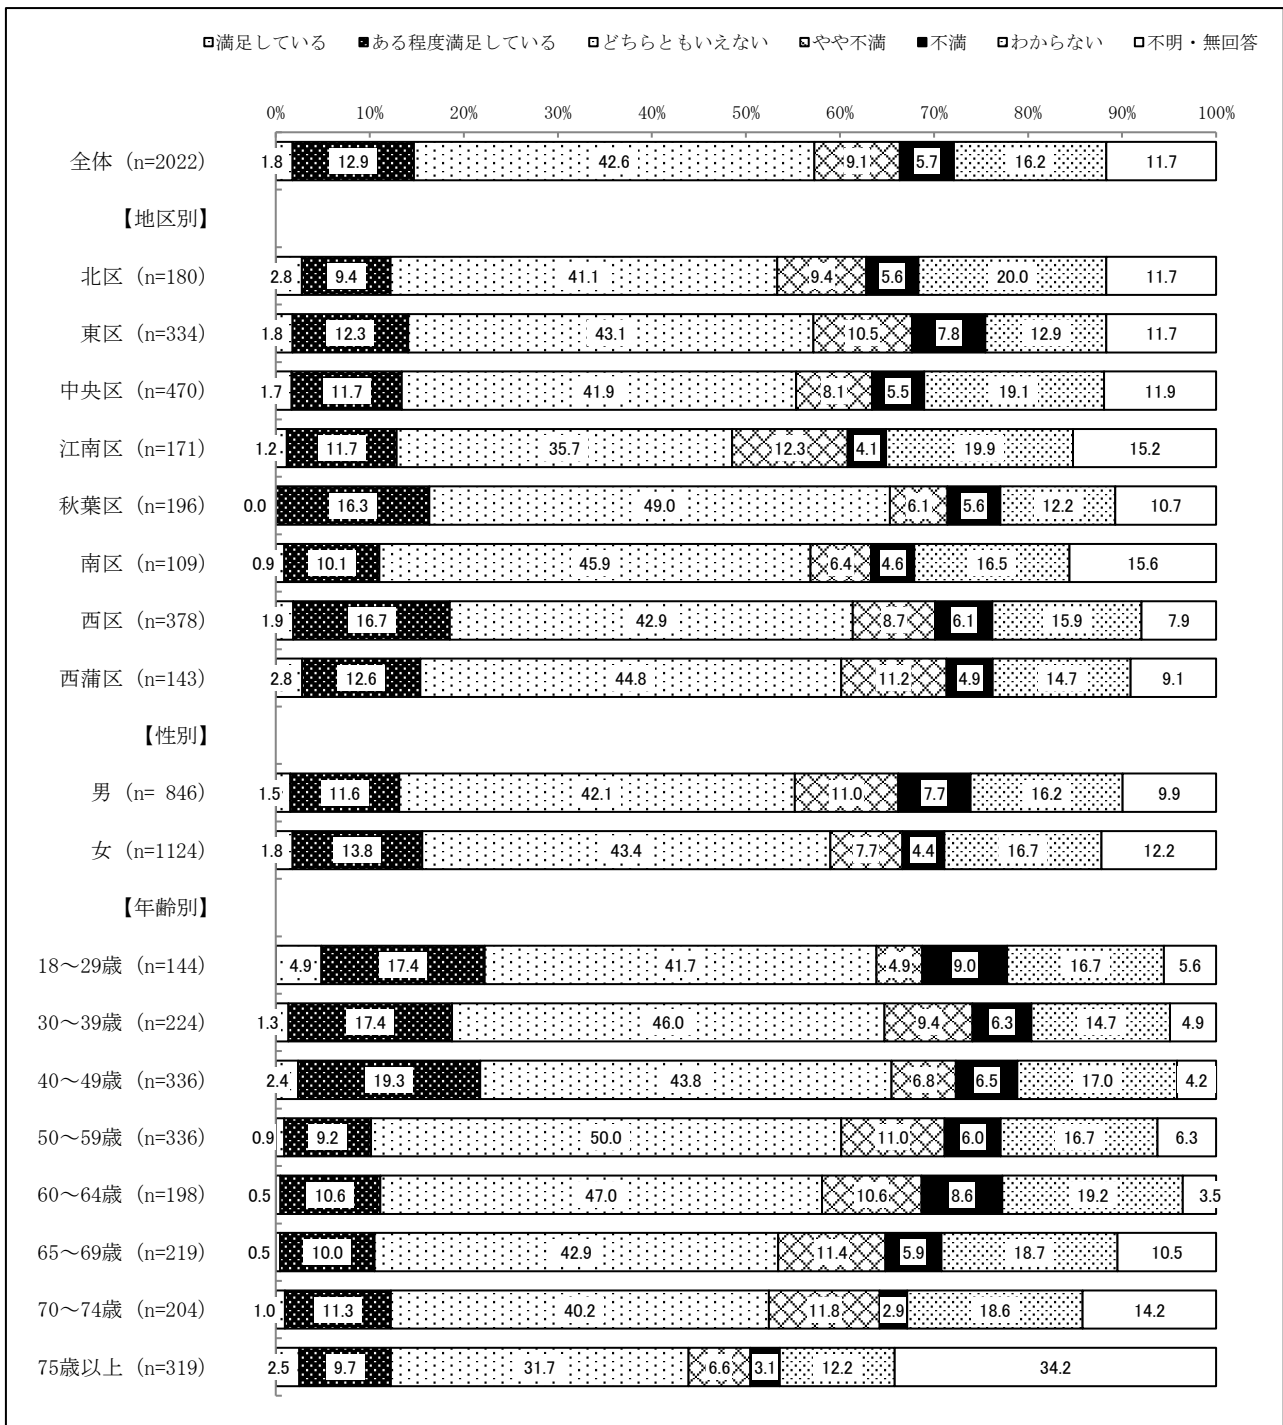 満足している ある程度満足している どちらともいえない やや不満 不満 わからない 不明・無回答
0% 10% 20% 30% 40% 50% 60% 70% 80% 90% 100%
全体 (n=2022) 1.8 12.9 42.6 9.1 5.7 16.2 11.7
【地区別】
北区 (n=180) 2.8 9.4 41.1 9.4 5.6 20.0 11.7
東区 (n=334) 1.8 12.3 43.1 10.5 7.8 12.9 11.7
中央区 (n=470) 1.7 11.7 41.9 8.1 5.5 19.1 11.9
江南区 (n=171) 1.2 11.7 35.7 12.3 4.1 19.9 15.2
秋葉区 (n=196) 0.0 16.3 49.0 6.1 5.6 12.2 10.7
南区 (n=109) 0.9 10.1 45.9 6.4 4.6 16.5 15.6
西区 (n=378) 1.9 16.7 42.9 8.7 6.1 15.9 7.9
西蒲区 (n=143) 2.8 12.6 44.8 11.2 4.9 14.7 9.1
【性別】
男 (n= 846) 1.5 11.6 42.1 11.0 7.7 16.2 9.9
女 (n=1124) 1.8 13.8 43.4 7.7 4.4 16.7 12.2
【年齢別】
18～29歳 (n=144) 4.9 17.4 41.7 4.9 9.0 16.7 5.6
30～39歳 (n=224) 1.3 17.4 46.0 9.4 6.3 14.7 4.9
40～49歳 (n=336) 2.4 19.3 43.8 6.8 6.5 17.0 4.2
50～59歳 (n=336) 0.9 9.2 50.0 11.0 6.0 16.7 6.3
60～64歳 (n=198) 0.5 10.6 47.0 10.6 8.6 19.2 3.5
65～69歳 (n=219) 0.5 10.0 42.9 11.4 5.9 18.7 10.5
70～74歳 (n=204) 1.0 11.3 40.2 11.8 2.9 18.6 14.2
75歳以上 (n=319) 2.5 9.7 31.7 6.6 3.1 12.2 34.2